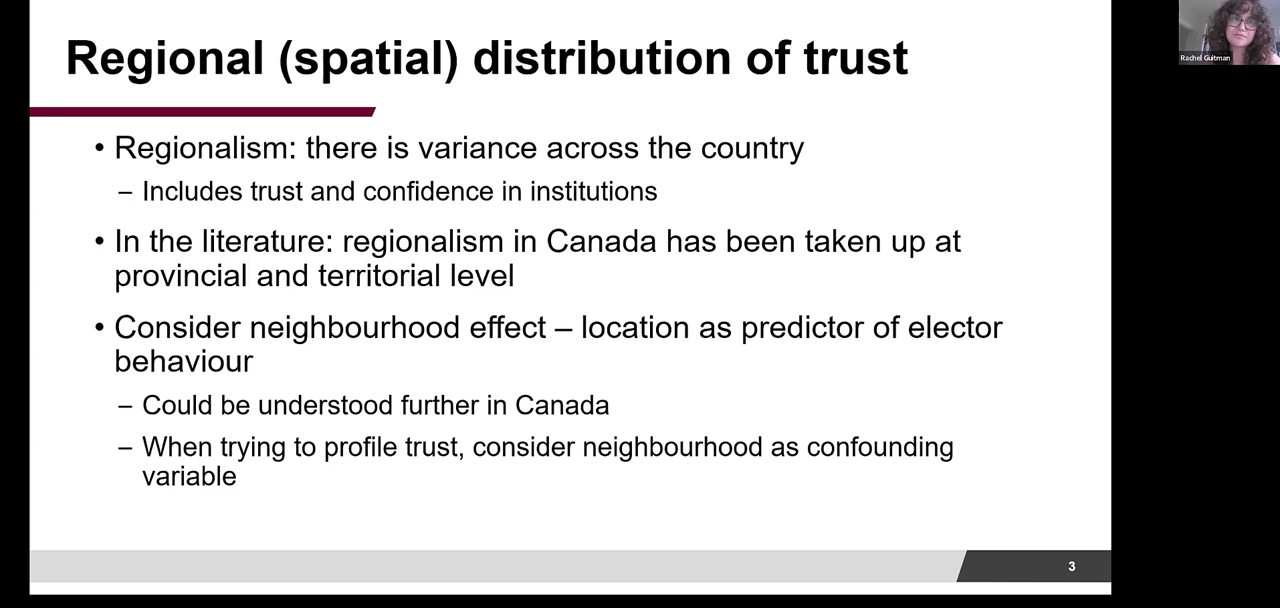 Regional (spatial) distribution of trust
• Regionalism: there is variance across the country
– Includes trust and confidence in institutions
• In the literature: regionalism in Canada has been taken up at
provincial and territorial level
• Consider neighbourhood effect – location as predictor of elector
behaviour
– Could be understood further in Canada
– When trying to profile trust, consider neighbourhood as confounding
variable
3
Rachel Guitman